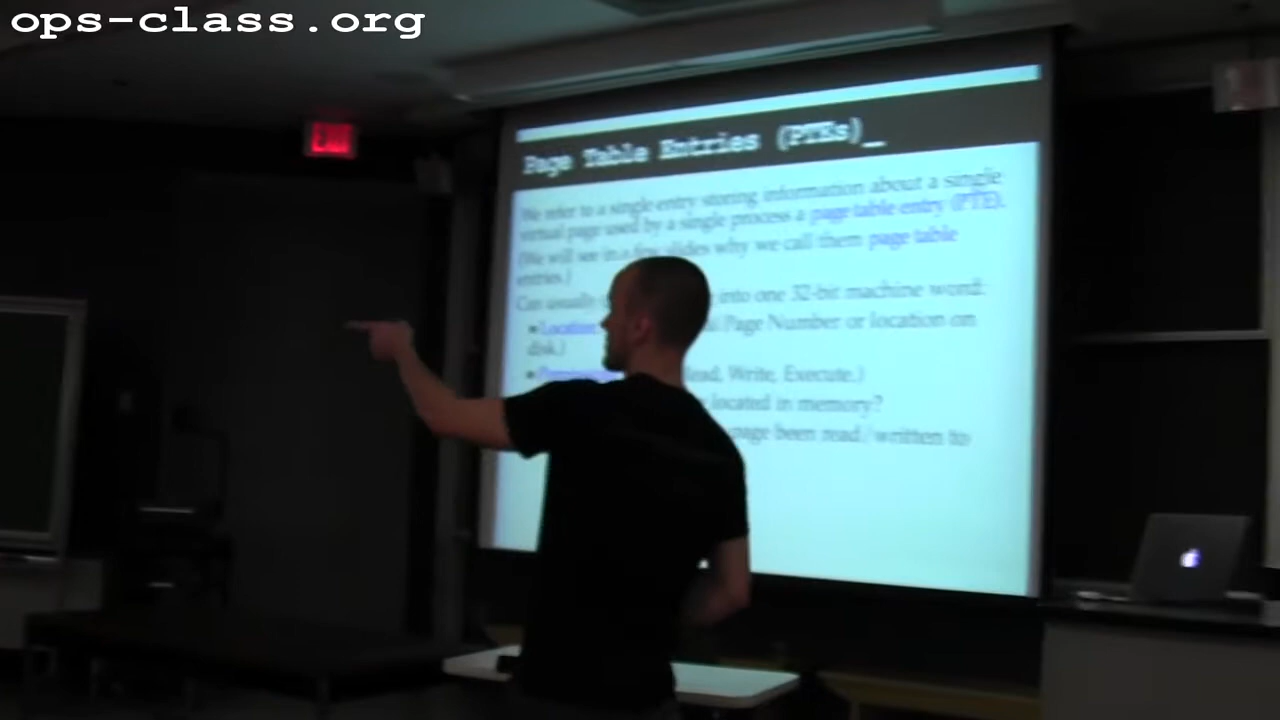 ops-class.org
EXIT
Page Table Entries (PTEs)_
We refer to a single entry storing information about a single
virtual page used by a single process a page table entry (PTE).
(We will see in a few slides why we call them page table
entries.)
Can usually into one 32-bit machine word:
Location Page Number or location on
disk.)
Read, Write, Execute.)
located in memory?
page been read/written to